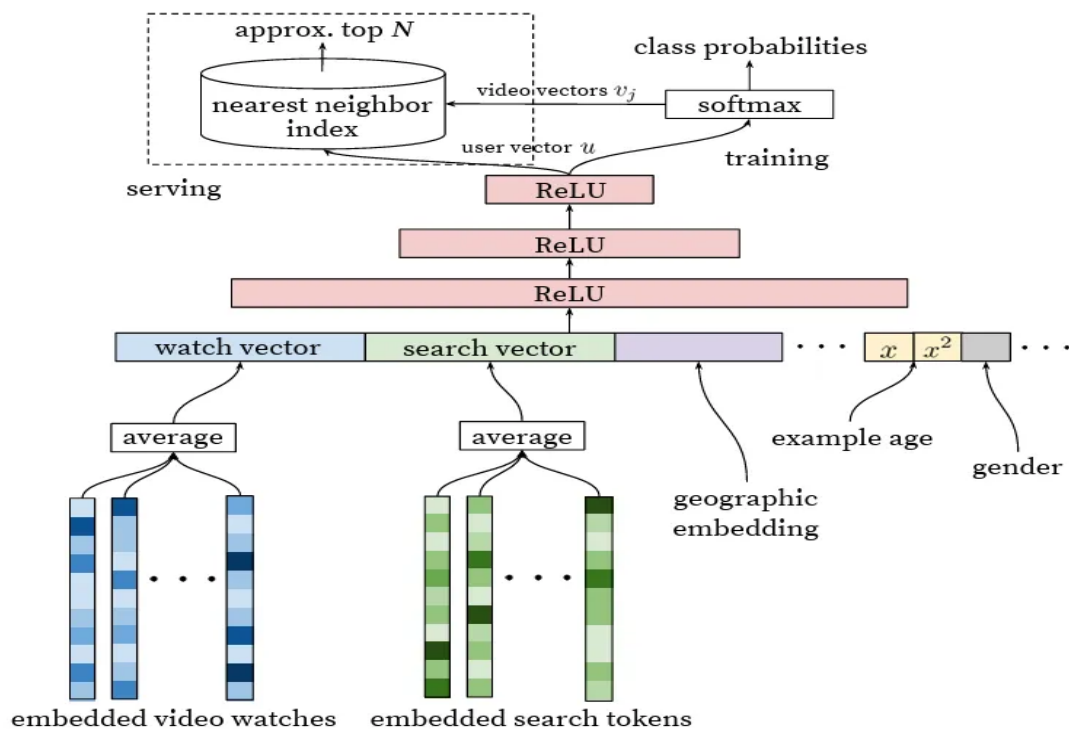 approx. top N
class probabilities
nearest neighbor
index
video vectors v_j
softmax
user vector u
training
serving
ReLU
ReLU
ReLU
watch vector
search vector
. . .
x
x²
. . .
average
average
example age
gender
geographic
embedding
. . .
. . .
embedded video watches
embedded search tokens